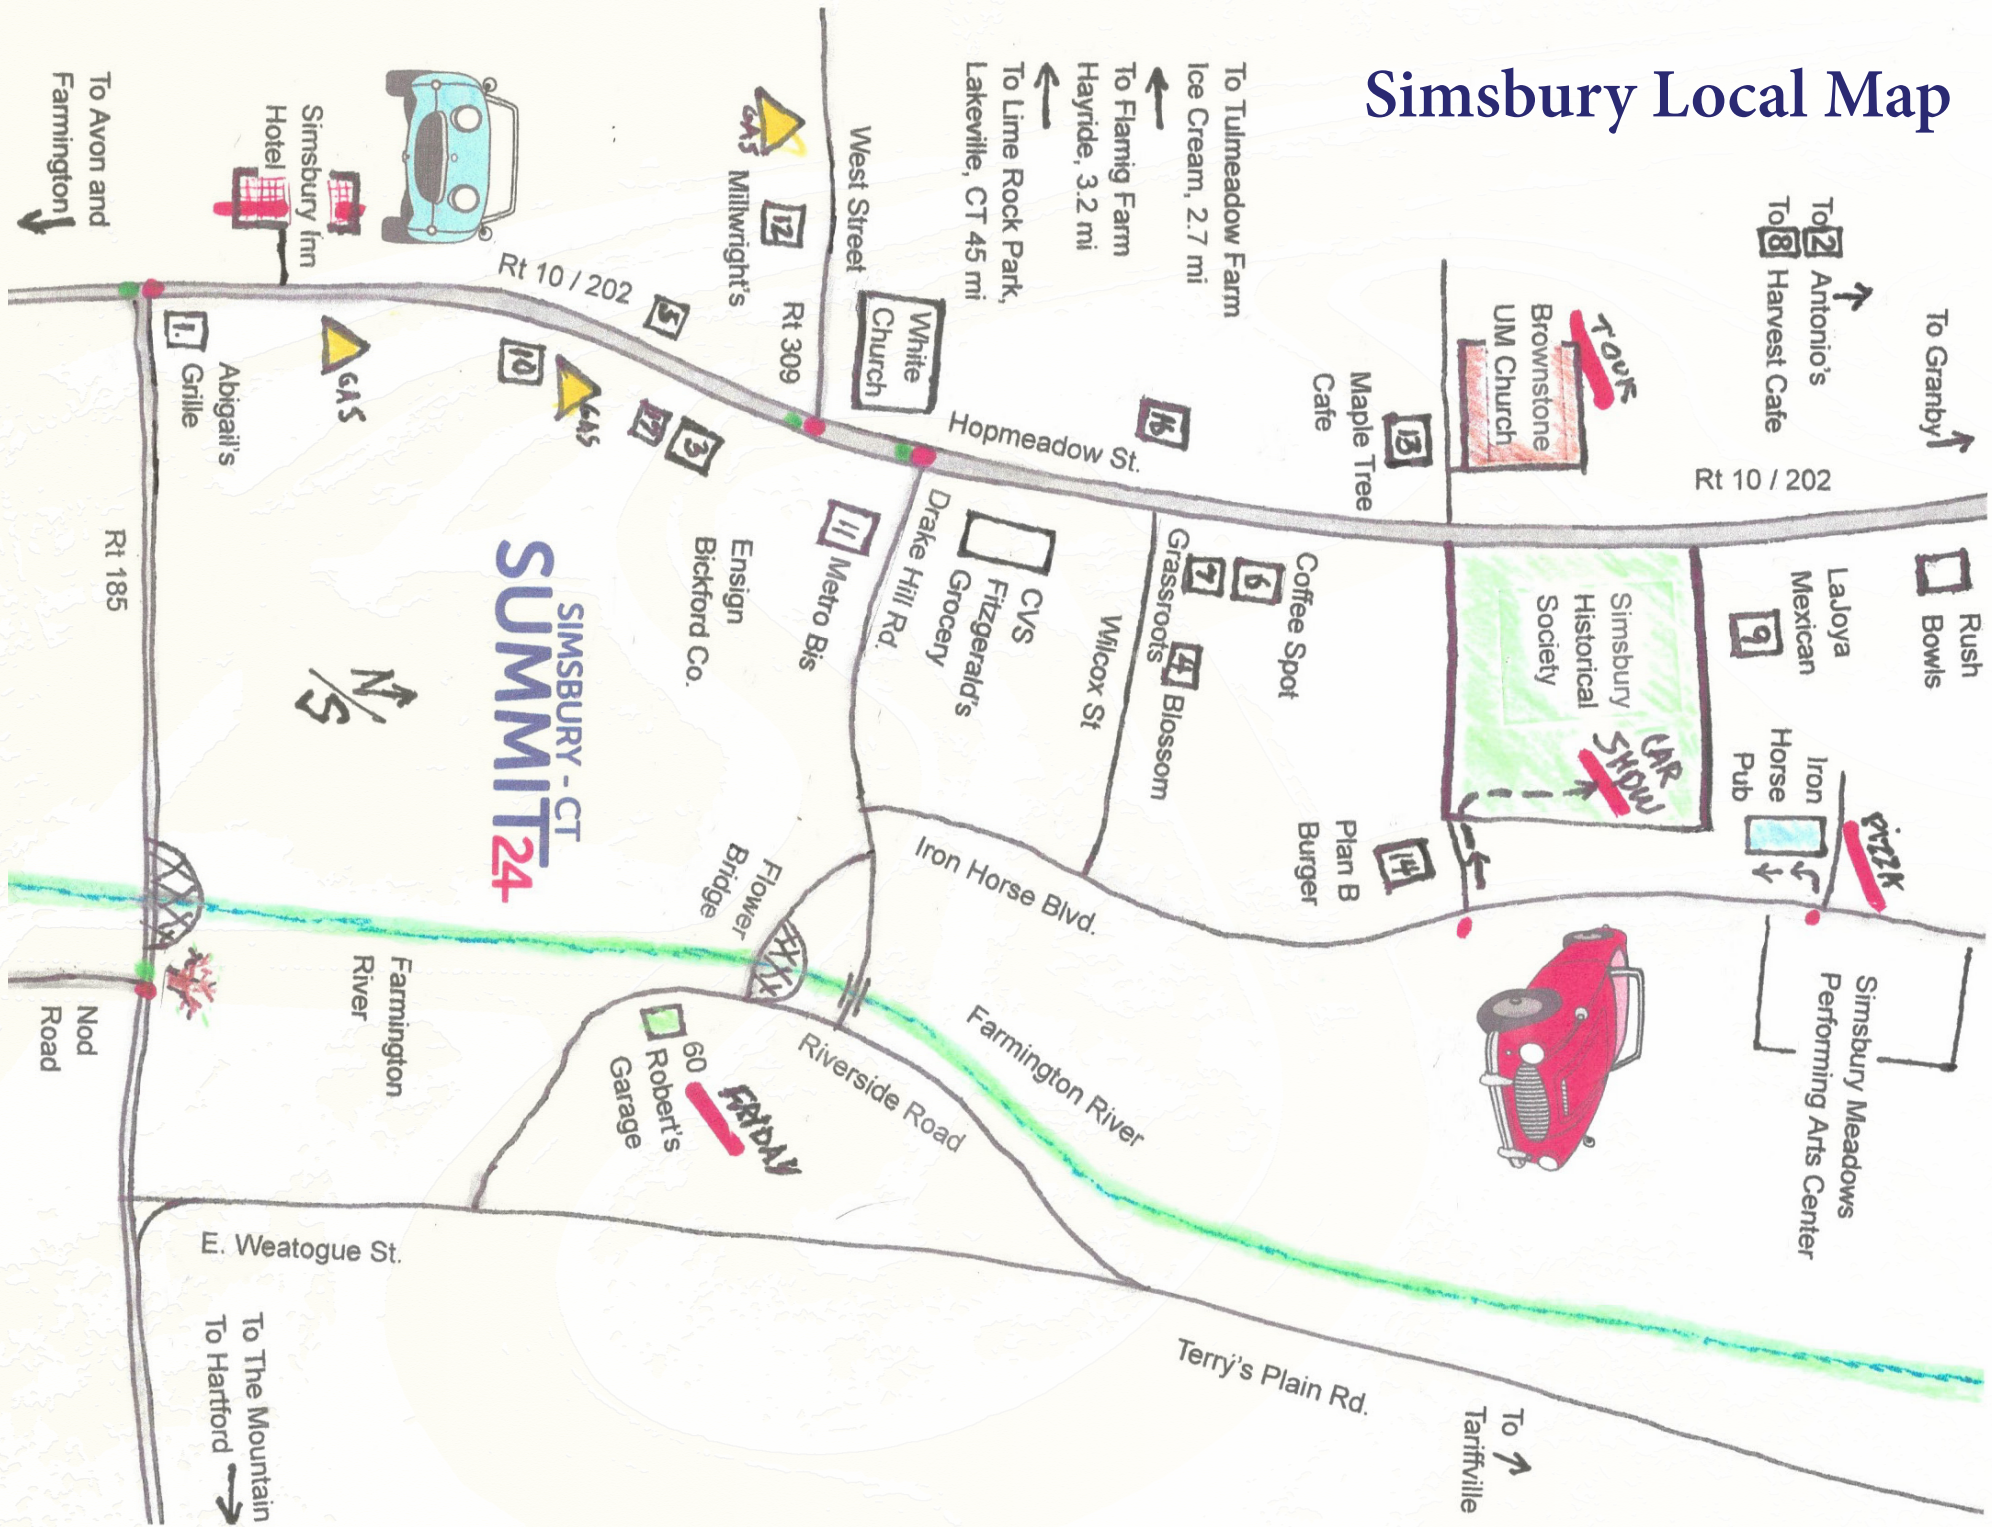 Simsbury Local Map
To Granby
To 2 Antonio's
To 8 Harvest Cafe
Rt 10 / 202
Rush
Bowls
TOUR
Brownstone
UM Church
13
Maple Tree
Cafe
To Tulmeadow Farm
Ice Cream, 2.7 mi
To Flamig Farm
Hayride, 3.2 mi
To Lime Rock Park,
Lakeville, CT 45 mi
White
Church
West Street
Rt 309
GAS
12
Millwright's
Rt 10 / 202
5
Simsbury Inn
Hotel
To Avon and
Farmington
LaJoya
Mexican
9
Iron
Horse
Pub
PIZZA
Simsbury
Historical
Society
CAR
SHOW
Coffee Spot
6
7
Grassroots
4 Blossom
Hopmeadow St.
Wilcox St
CVS
Fitzgerald's
Grocery
Drake Hill Rd.
11 Metro Bis
Ensign
Bickford Co.
3
17
GAS
10
GAS
Abigail's
1. Grille
Rt 185
SIMSBURY - CT
SUMMIT24
N
S
Plan B
Burger
14
Iron Horse Blvd.
Flower
Bridge
Simsbury Meadows
Performing Arts Center
Farmington River
Riverside Road
FRIDAY
60
Robert's
Garage
Farmington
River
Nod
Road
E. Weatogue St.
Terry's Plain Rd.
To
Tariffville
To The Mountain
To Hartford